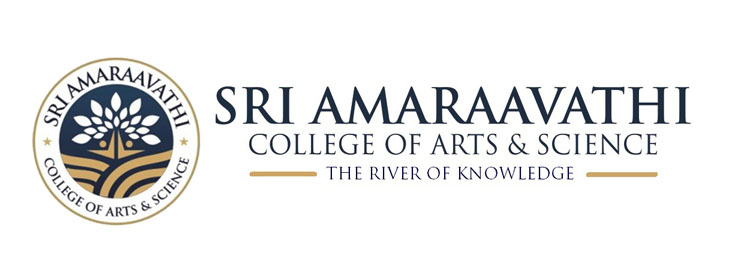 SRI AMARAAVATHI
COLLEGE OF ARTS & SCIENCE
SRI AMARAAVATHI
COLLEGE OF ARTS & SCIENCE
THE RIVER OF KNOWLEDGE